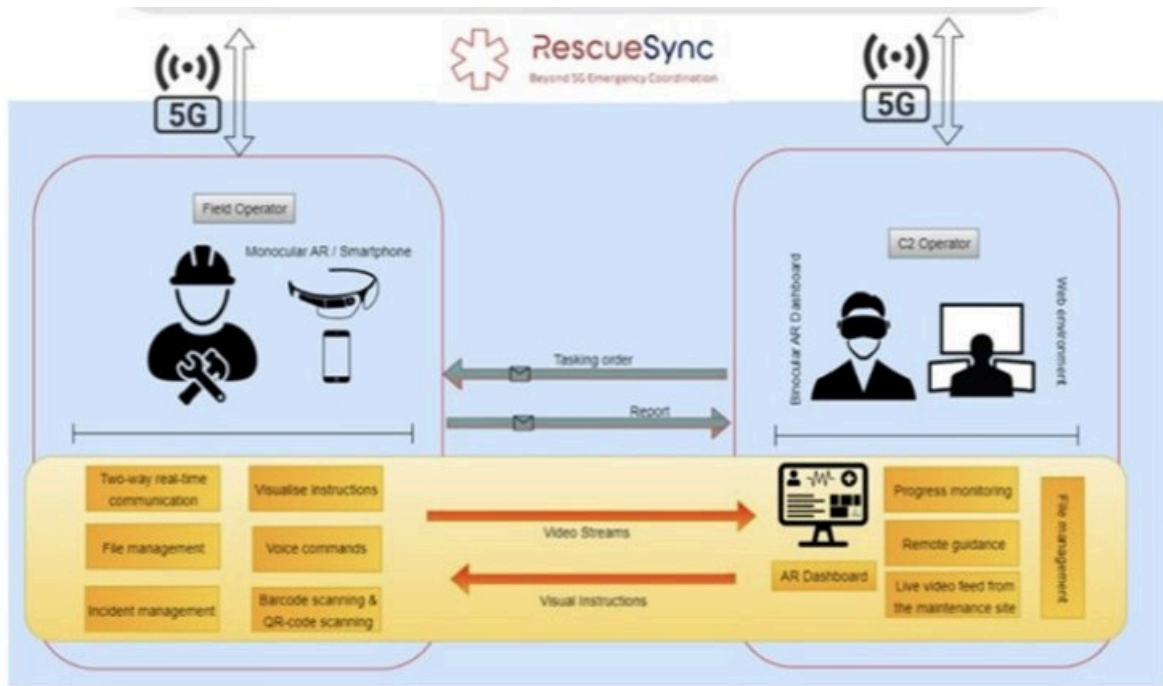 5G
RescueSync
Beyond 5G Emergency Coordination
5G
Field Operator
Monocular AR / Smartphone
C2 Operator
Binocular AR Dashboard
Web environment
Tasking order
Report
Two-way real-time
communication
Visualise instructions
File management
Voice commands
Incident management
Barcode scanning &
QR-code scanning
Video Streams
Visual Instructions
AR Dashboard
Progress monitoring
Remote guidance
Live video feed from
the maintenance site
File management